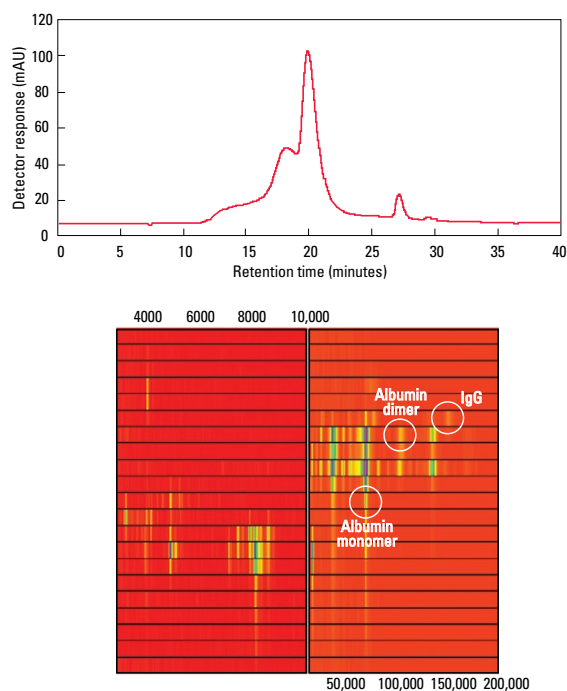 120
100
80
60
40
20
0
Detector response (mAU)
0 5 10 15 20 25 30 35 40
Retention time (minutes)
4000 6000 8000 10,000
Albumin
dimer
IgG
Albumin
monomer
50,000 100,000 150,000 200,000